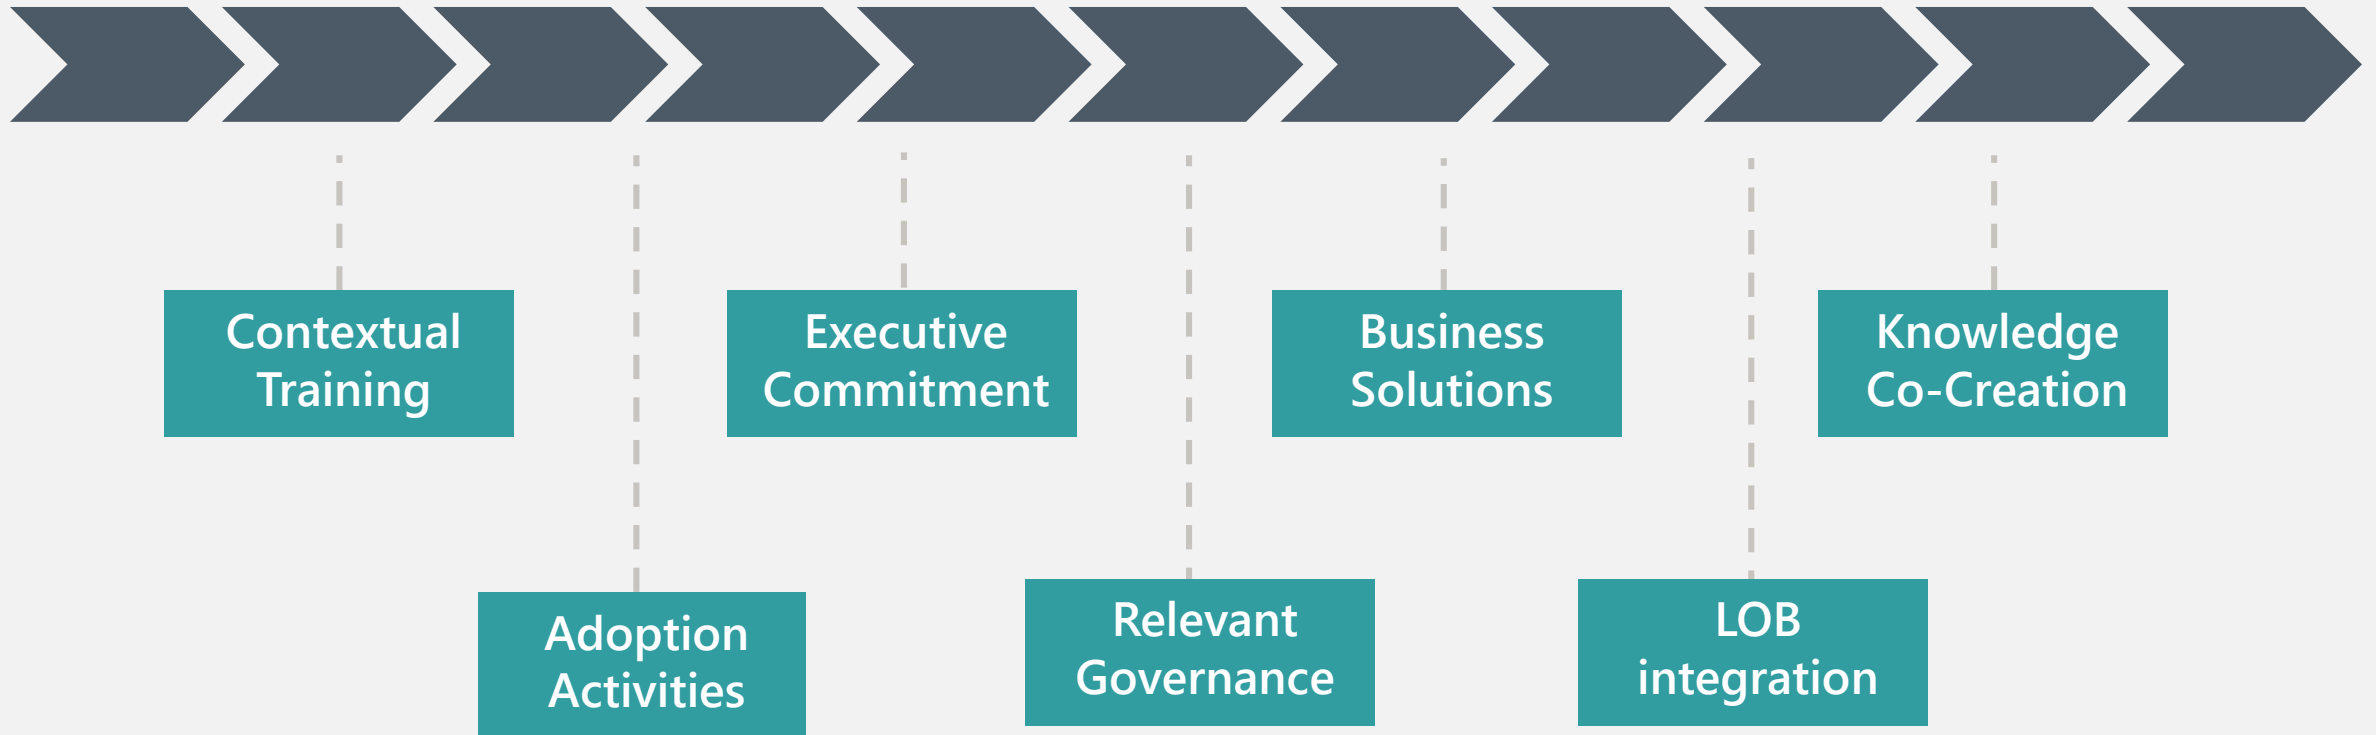 Contextual
Training
Executive
Commitment
Business
Solutions
Knowledge
Co-Creation
Adoption
Activities
Relevant
Governance
LOB
integration